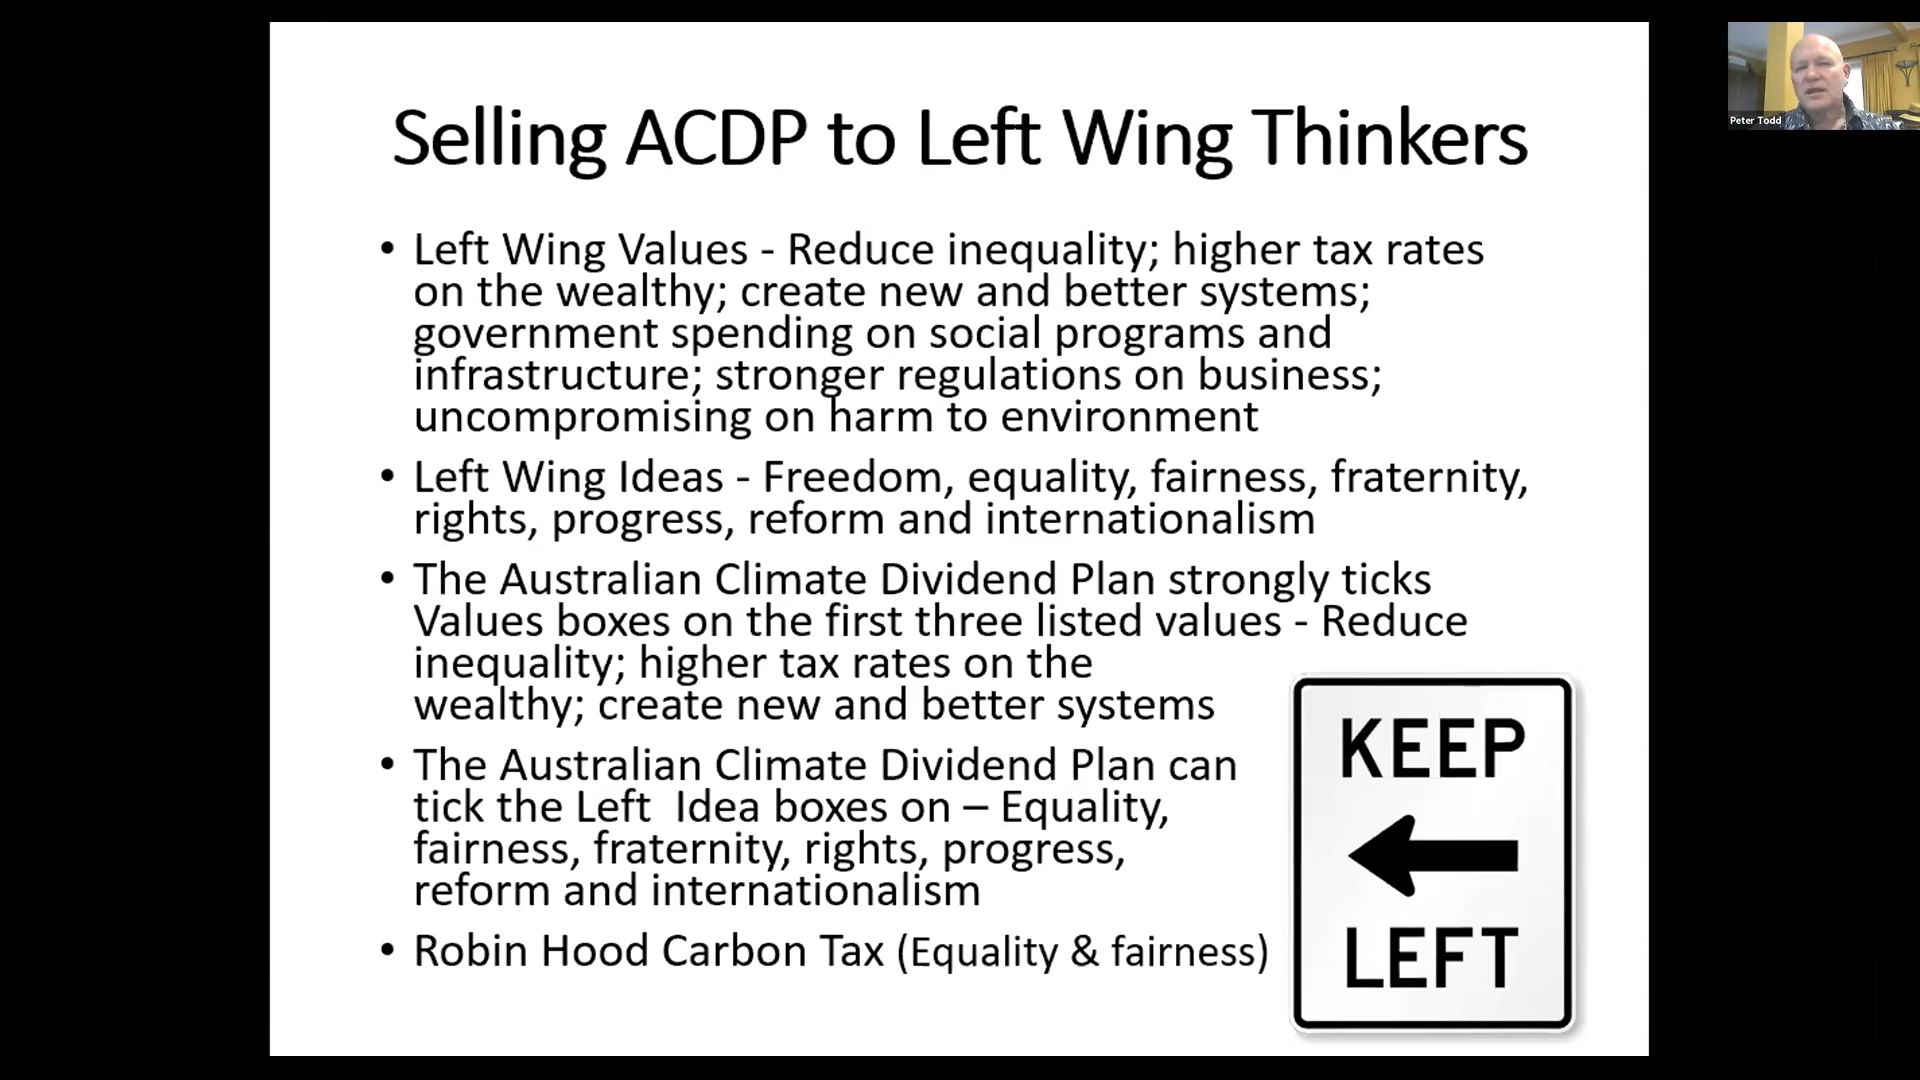 Selling ACDP to Left Wing Thinkers
• Left Wing Values - Reduce inequality; higher tax rates
on the wealthy; create new and better systems;
government spending on social programs and
infrastructure; stronger regulations on business;
uncompromising on harm to environment
• Left Wing Ideas - Freedom, equality, fairness, fraternity,
rights, progress, reform and internationalism
• The Australian Climate Dividend Plan strongly ticks
Values boxes on the first three listed values - Reduce
inequality; higher tax rates on the
wealthy; create new and better systems
• The Australian Climate Dividend Plan can
tick the Left  Idea boxes on – Equality,
fairness, fraternity, rights, progress,
reform and internationalism
• Robin Hood Carbon Tax (Equality & fairness)
KEEP
LEFT
Peter Todd